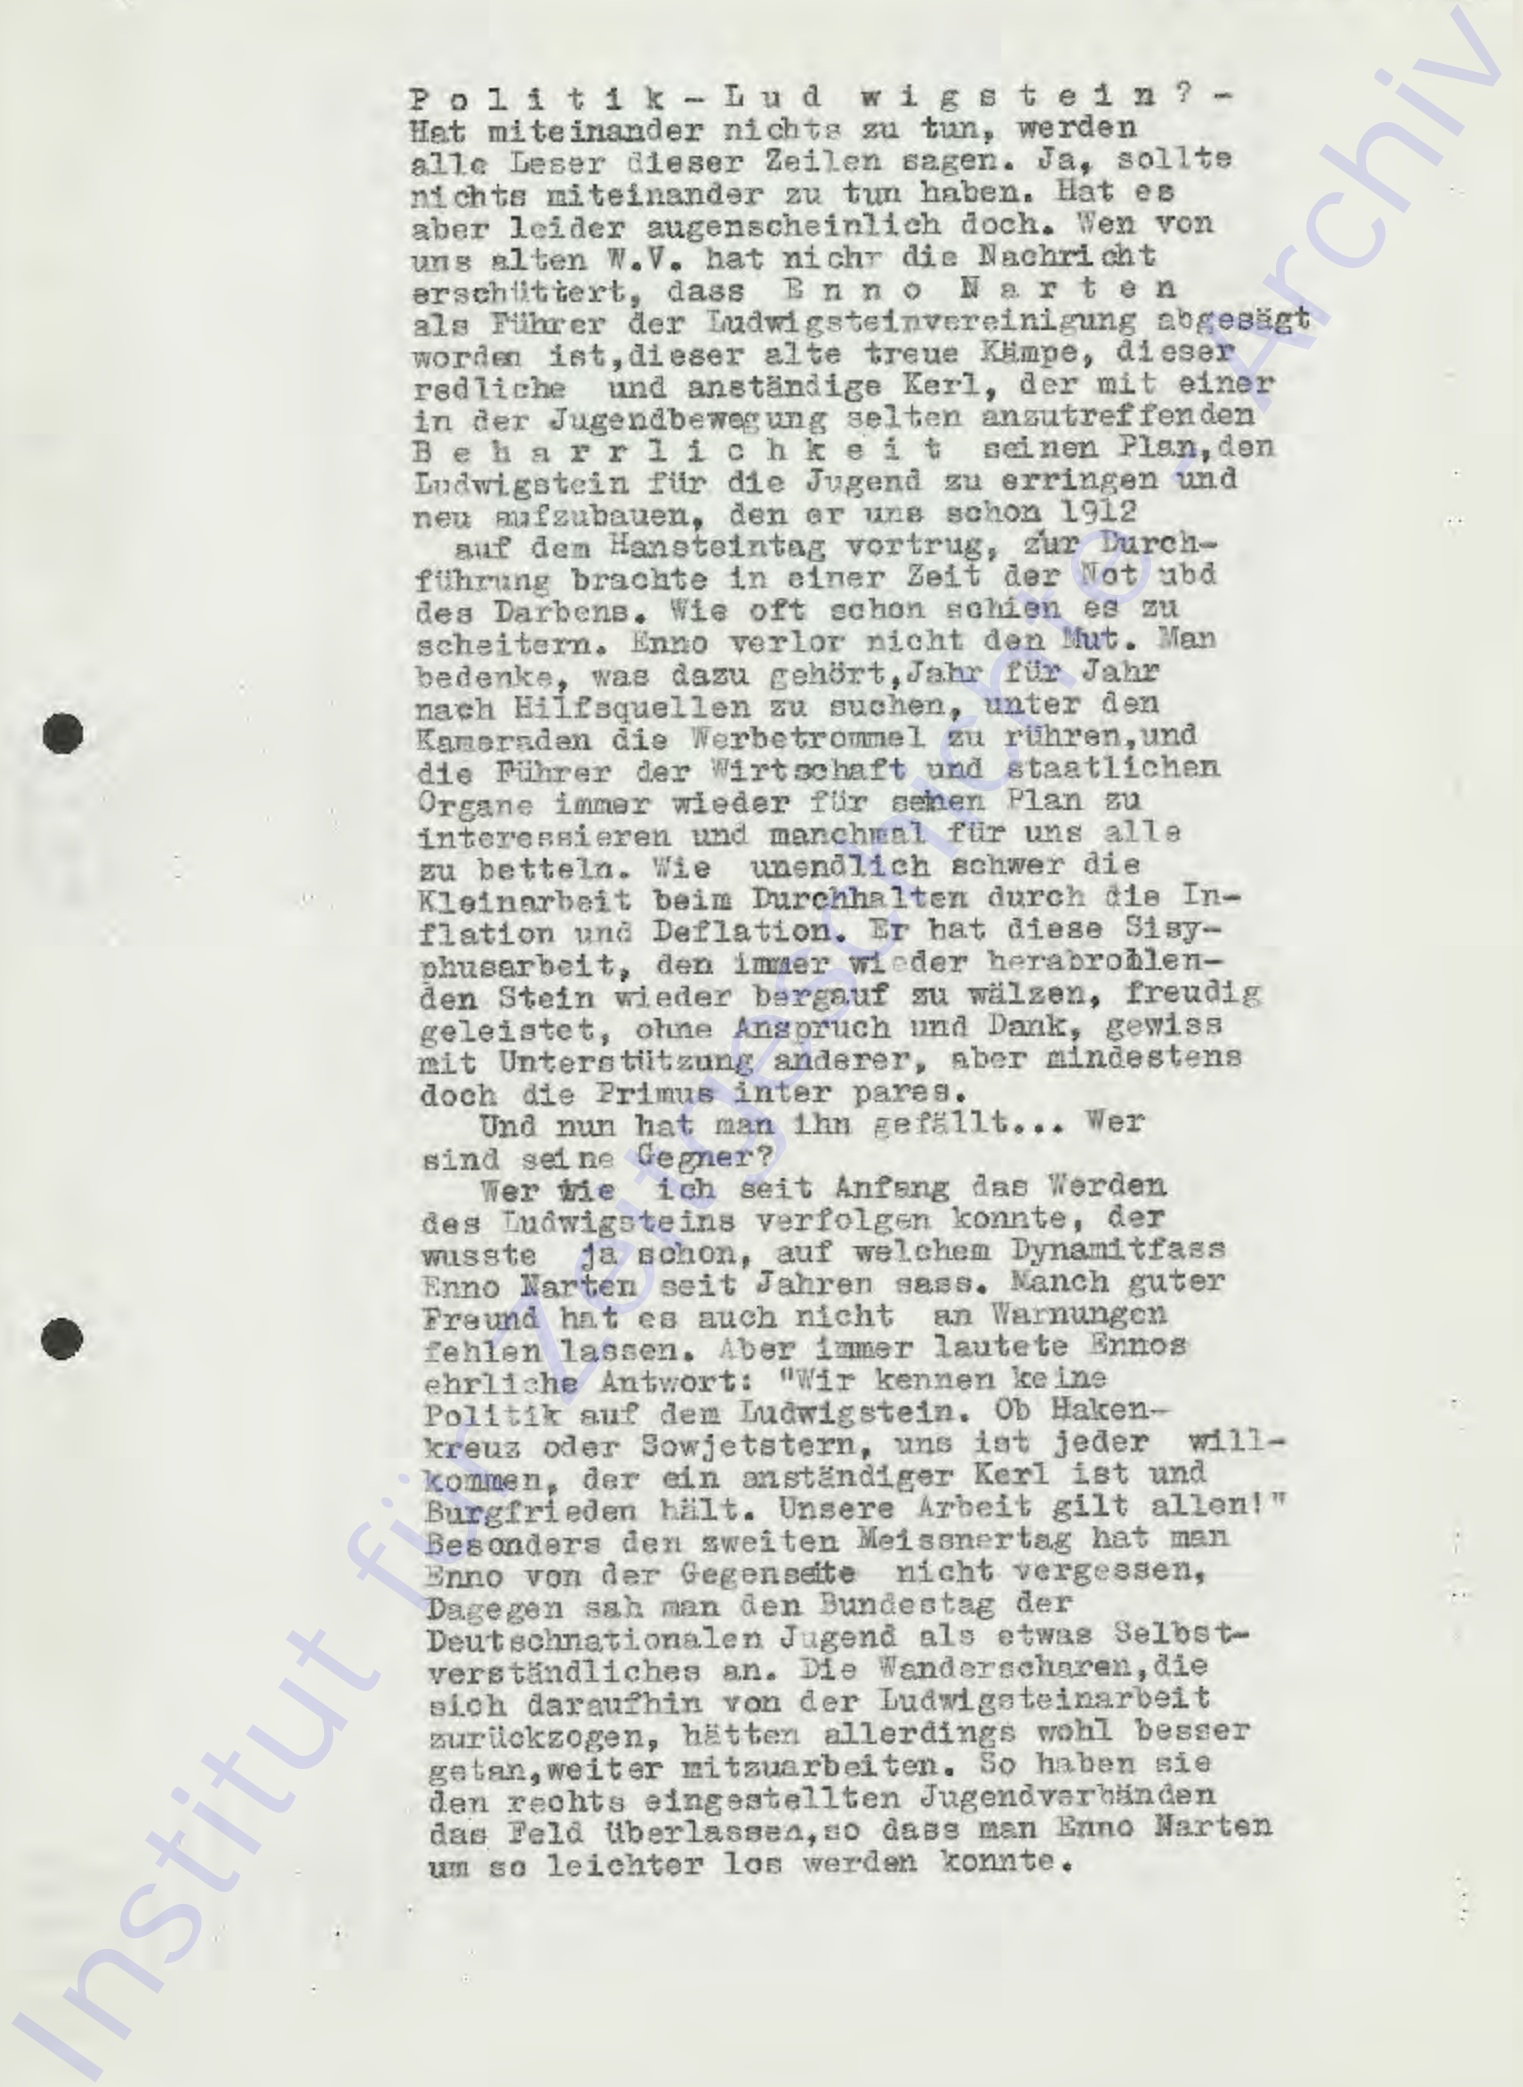 P o l i t i k - L u d  w i g s t e i n ? -
Hat miteinander nichts zu tun, werden
alle Leser dieser Zeilen sagen. Ja, sollte
nichts miteinander zu tun haben. Hat es
aber leider augenscheinlich doch. Wen von
uns alten W.V. hat nichr die Nachricht
erschüttert, dass E n n o N a r t e n
als Führer der Ludwigsteinvereinigung abgesägt
worden ist,dieser alte treue Kämpe, dieser
redliche und anständige Kerl, der mit einer
in der Jugendbewegung selten anzutreffenden
B e h a r r l i c h k e i t seinen Plan,den
Ludwigstein für die Jugend zu erringen und
neu aufzubauen, den er uns schon 1912
auf dem Hansteintag vortrug, zur Durch-
führung brachte in einer Zeit der Not ubd
des Darbens. Wie oft schon schien es zu
scheitern. Enno verlor nicht den Mut. Man
bedenke, was dazu gehört,Jahr für Jahr
nach Hilfsquellen zu suchen, unter den
Kameraden die Werbetrommel zu rühren,und
die Führer der Wirtschaft und staatlichen
Organe immer wieder für seinen Plan zu
interessieren und manchmal für uns alle
zu betteln. Wie unendlich schwer die
Kleinarbeit beim Durchhalten durch die In-
flation und Deflation. Er hat diese Sisy-
phusarbeit, den immer wieder herabrollen-
den Stein wieder bergauf zu wälzen, freudig
geleistet, ohne Anspruch und Dank, gewiss
mit Unterstützung anderer, aber mindestens
doch die Primus inter pares.
Und nun hat man ihn gefällt... Wer
sind seine Gegner?
Wer wie ich seit Anfang das Werden
des Ludwigsteins verfolgen konnte, der
wusste ja schon, auf welchem Dynamitfass
Enno Narten seit Jahren sass. Manch guter
Freund hat es auch nicht an Warnungen
fehlen lassen. Aber immer lautete Ennos
ehrliche Antwort: "Wir kennen keine
Politik auf dem Ludwigstein. Ob Haken-
kreuz oder Sowjetstern, uns ist jeder will-
kommen, der ein anständiger Kerl ist und
Burgfrieden hält. Unsere Arbeit gilt allen!"
Besonders den zweiten Meissnertag hat man
Enno von der Gegenseite nicht vergessen,
Dagegen sah man den Bundestag der
Deutschnationalen Jugend als etwas Selbst-
verständliches an. Die Wanderscharen,die
sich daraufhin von der Ludwigsteinarbeit
zurückzogen, hätten allerdings wohl besser
getan,weiter mitzuarbeiten. So haben sie
den rechts eingestellten Jugendverbänden
das Feld überlassen,so dass man Enno Narten
um so leichter los werden konnte.
Institut für Zeitgeschichte - Archiv